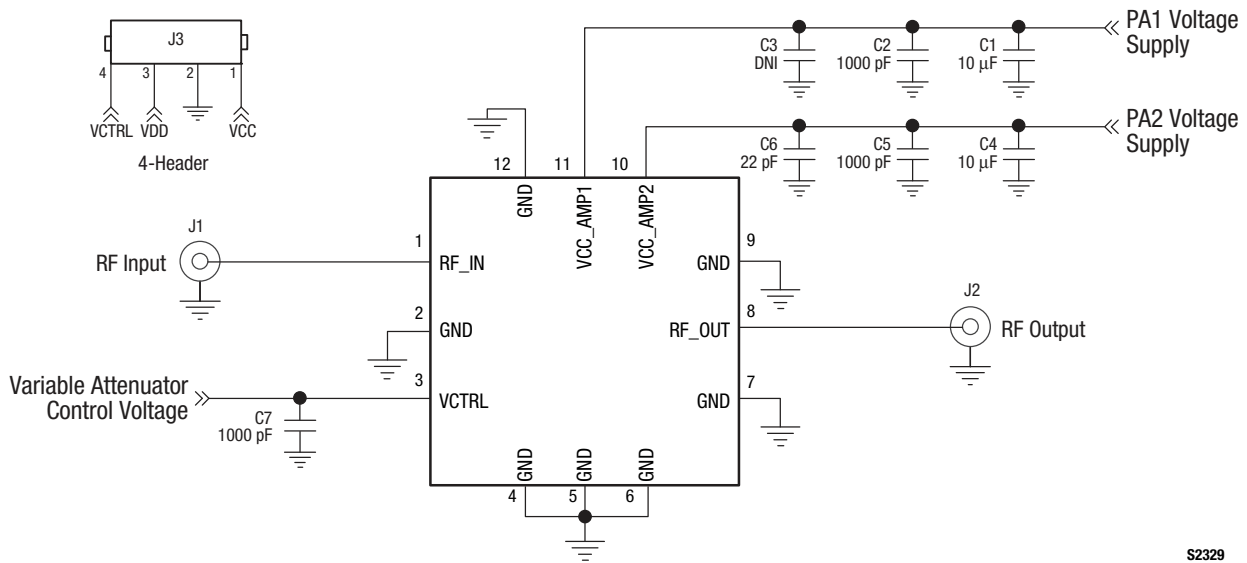 J3
4 3 2 1
VCTRL VDD VCC
4-Header
PA1 Voltage
Supply
C3
DNI
C2
1000 pF
C1
10 μF
PA2 Voltage
Supply
C6
22 pF
C5
1000 pF
C4
10 μF
12 11 10
GND
VCC_AMP1
VCC_AMP2
J1
RF Input
1
RF_IN
2
GND
Variable Attenuator
Control Voltage
3
VCTRL
C7
1000 pF
9
GND
8
RF_OUT
J2
RF Output
7
GND
GND
GND
GND
4 5 6
S2329